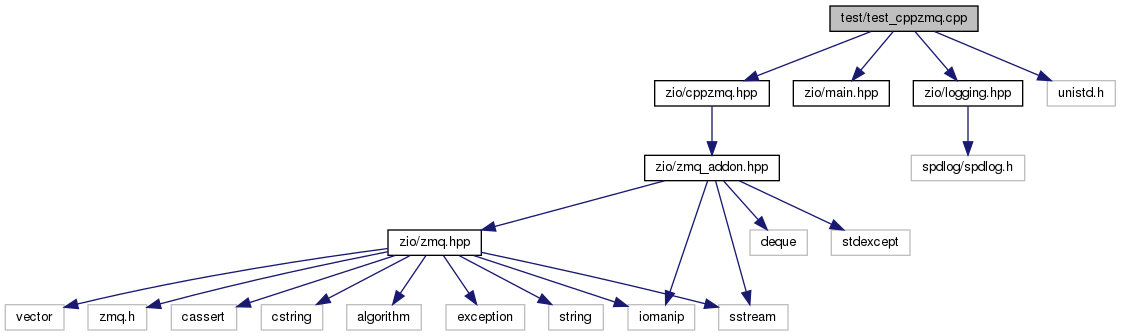 test/test_cppzmq.cpp
zio/cppzmq.hpp
zio/main.hpp
zio/logging.hpp
unistd.h
zio/zmq_addon.hpp
spdlog/spdlog.h
zio/zmq.hpp
deque
stdexcept
vector
zmq.h
cassert
cstring
algorithm
exception
string
iomanip
sstream